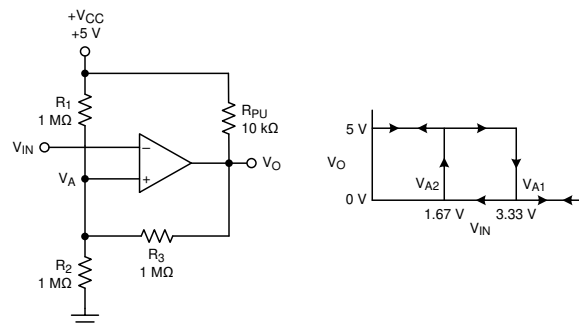 +VCC
+5 V
R1
1 MΩ
RPU
10 kΩ
VIN
−
VO
VA
+
R3
1 MΩ
R2
1 MΩ
5 V
VO
VA2
VA1
0 V
1.67 V
3.33 V
VIN